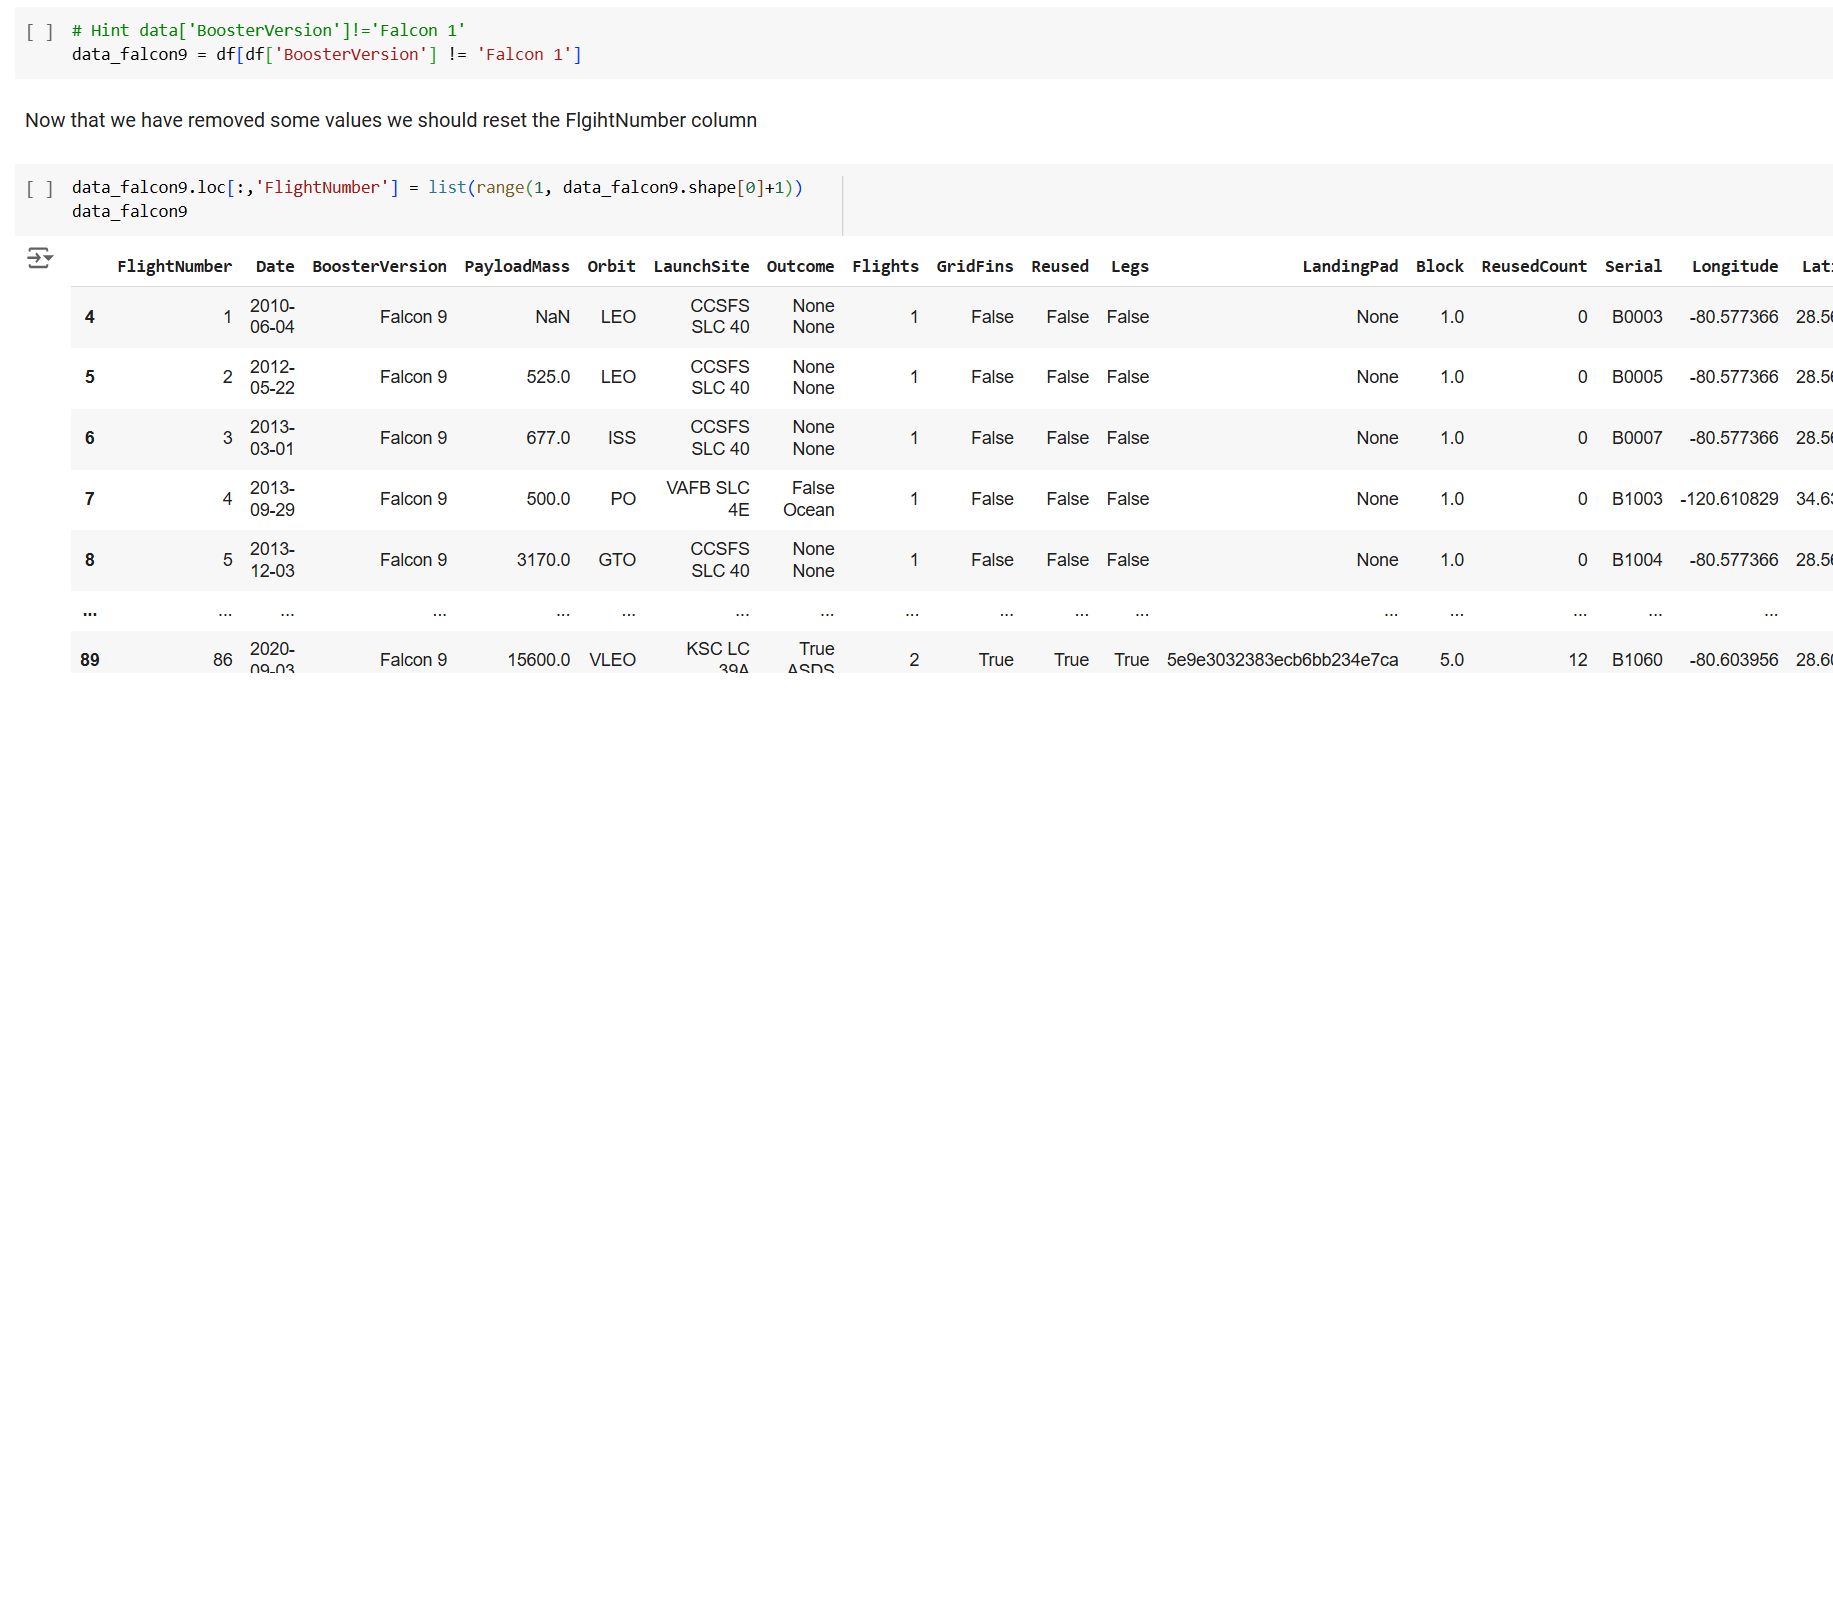 [ ] # Hint data['BoosterVersion']!='Falcon 1'
data_falcon9 = df[df['BoosterVersion'] != 'Falcon 1']
Now that we have removed some values we should reset the FlgihtNumber column
[ ] data_falcon9.loc[:,'FlightNumber'] = list(range(1, data_falcon9.shape[0]+1))
data_falcon9
FlightNumber Date BoosterVersion PayloadMass Orbit LaunchSite Outcome Flights GridFins Reused Legs LandingPad Block ReusedCount Serial Longitude
4 1 2010-06-04 Falcon 9 NaN LEO CCSFS SLC 40 None None 1 False False False None 1.0 0 B0003 -80.577366
5 2 2012-05-22 Falcon 9 525.0 LEO CCSFS SLC 40 None None 1 False False False None 1.0 0 B0005 -80.577366
6 3 2013-03-01 Falcon 9 677.0 ISS CCSFS SLC 40 None None 1 False False False None 1.0 0 B0007 -80.577366
7 4 2013-09-29 Falcon 9 500.0 PO VAFB SLC 4E False Ocean 1 False False False None 1.0 0 B1003 -120.610829
8 5 2013-12-03 Falcon 9 3170.0 GTO CCSFS SLC 40 None None 1 False False False None 1.0 0 B1004 -80.577366
... ... ... ... ... ... ... ... ... ... ... ... ... ... ... ... ...
89 86 2020-09-03 Falcon 9 15600.0 VLEO KSC LC 39A True ASDS 2 True True True 5e9e3032383ecb6bb234e7ca 5.0 12 B1060 -80.603956